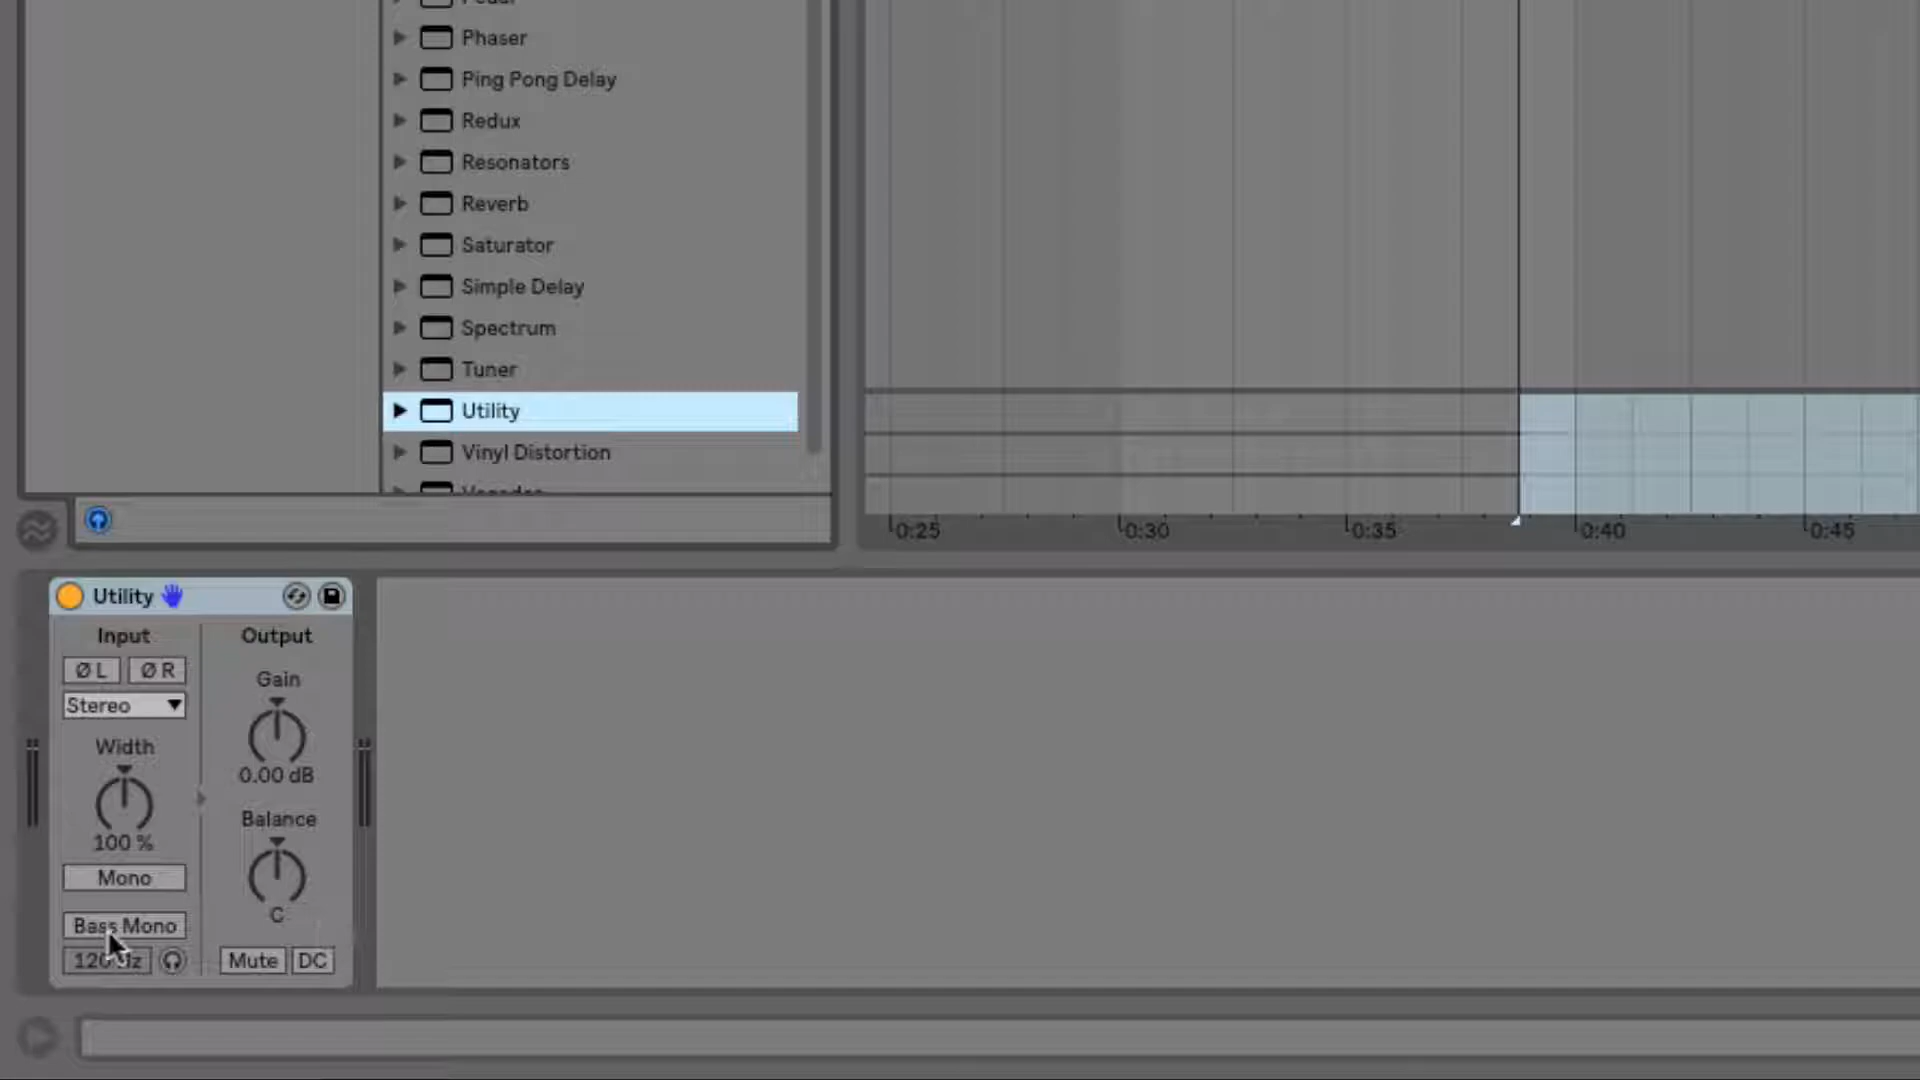 Phaser
Ping Pong Delay
Redux
Resonators
Reverb
Saturator
Simple Delay
Spectrum
Tuner
Utility
Vinyl Distortion
0:25
0:30
0:35
0:40
0:45
Utility
Input
Output
Ø L
Ø R
Gain
Stereo
Width
0.00 dB
Balance
100 %
Mono
C
Bass Mono
Mute
DC